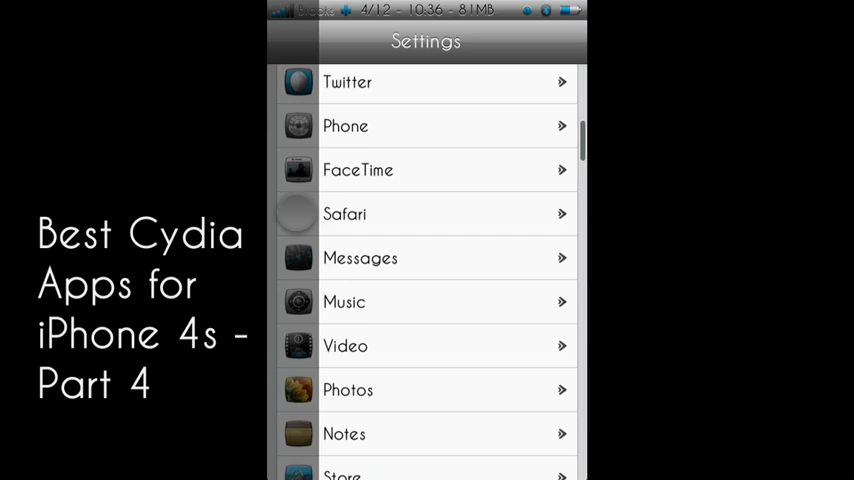 Brooke 4/12 - 10:36 - 81MB
Settings
Twitter
Phone
FaceTime
Safari
Messages
Music
Video
Photos
Notes
Store
Best Cydia
Apps for
iPhone 4s -
Part 4